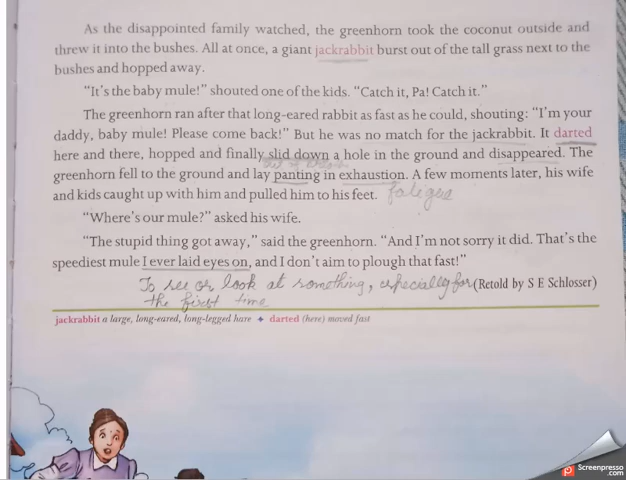 As the disappointed family watched, the greenhorn took the coconut outside and
threw it into the bushes. All at once, a giant jackrabbit burst out of the tall grass next to the
bushes and hopped away.
"It's the baby mule!" shouted one of the kids. "Catch it, Pa! Catch it."
The greenhorn ran after that long-eared rabbit as fast as he could, shouting: "I'm your
daddy, baby mule! Please come back!" But he was no match for the jackrabbit. It darted
here and there, hopped and finally slid down a hole in the ground and disappeared. The
greenhorn fell to the ground and lay panting in exhaustion. A few moments later, his wife
and kids caught up with him and pulled him to his feet.
"Where's our mule?" asked his wife.
"The stupid thing got away," said the greenhorn. "And I'm not sorry it did. That's the
speediest mule I ever laid eyes on, and I don't aim to plough that fast!"
To see or look at something, especially for (Retold by S E Schlosser)
the first time
jackrabbit a large, long-eared, long-legged hare ✦ darted (here) moved fast
Screenpresso
.com